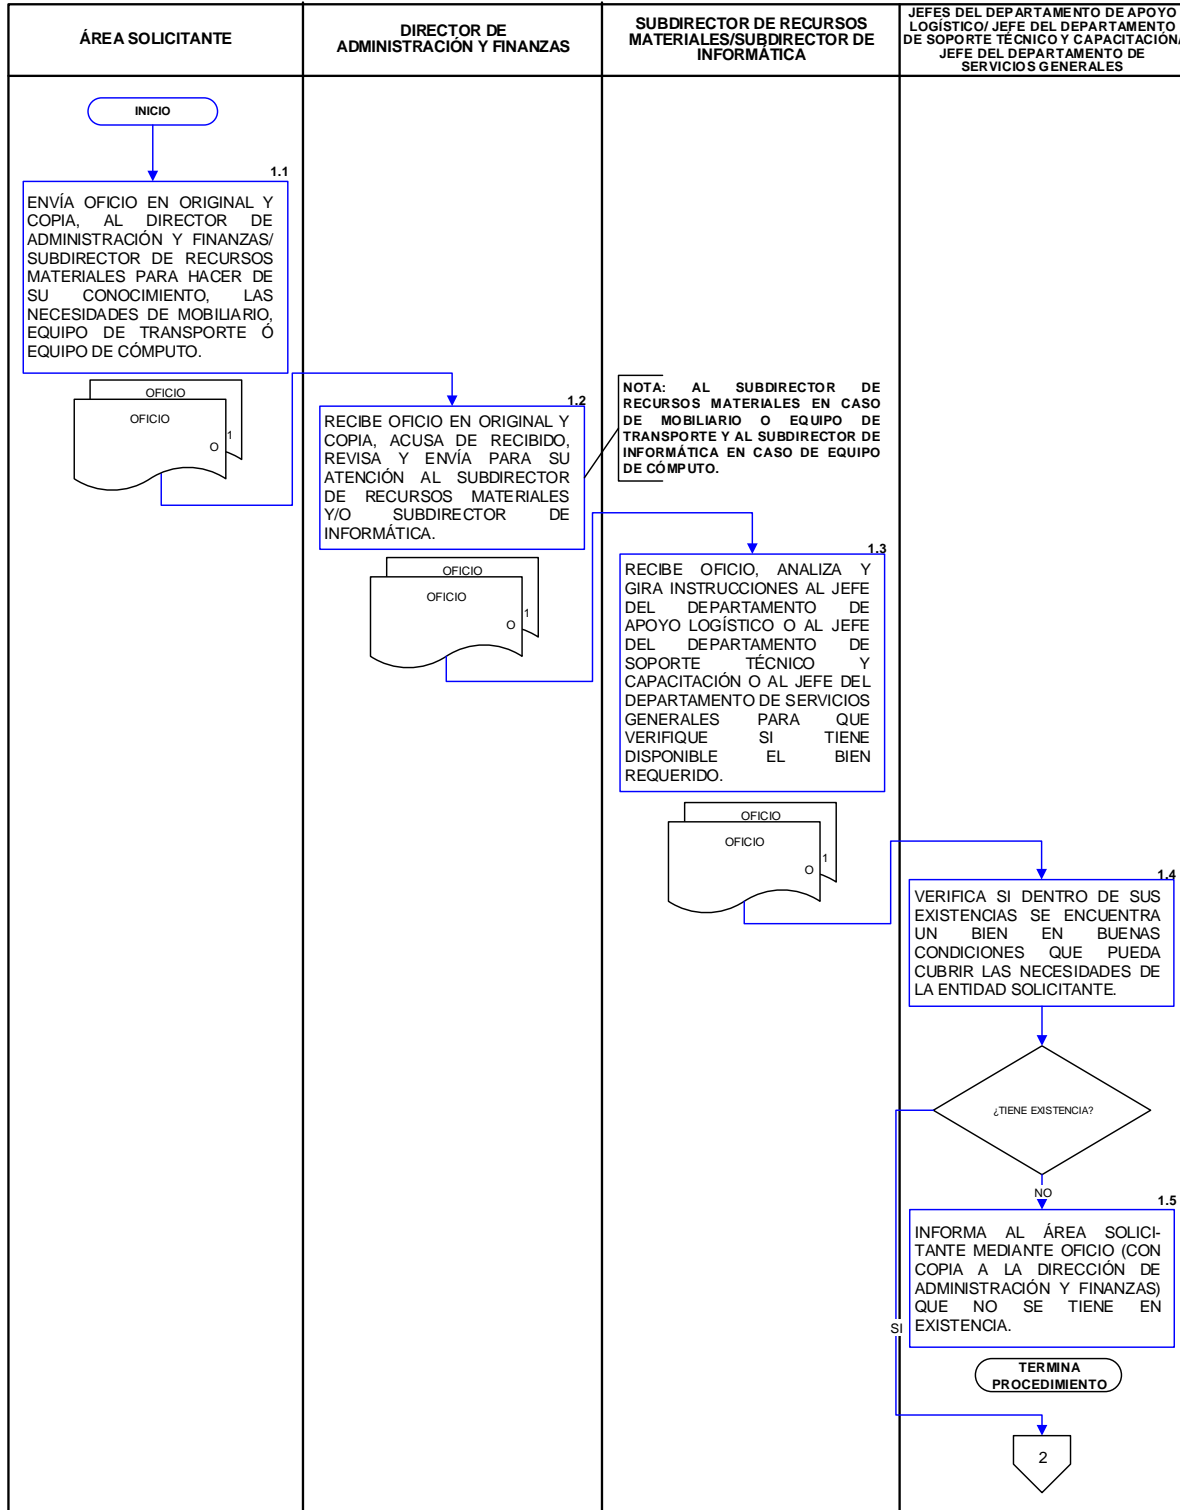 ÁREA SOLICITANTE
DIRECTOR DE
ADMINISTRACIÓN Y FINANZAS
SUBDIRECTOR DE RECURSOS
MATERIALES/SUBDIRECTOR DE
INFORMÁTICA
JEFES DEL DEPARTAMENTO DE APOYO
LOGÍSTICO/ JEFE DEL DEPARTAMENTO
DE SOPORTE TÉCNICO Y CAPACITACIÓN/
JEFE DEL DEPARTAMENTO DE
SERVICIOS GENERALES
INICIO
1.1
ENVÍA OFICIO EN ORIGINAL Y
COPIA, AL DIRECTOR DE
ADMINISTRACIÓN Y FINANZAS/
SUBDIRECTOR DE RECURSOS
MATERIALES PARA HACER DE
SU CONOCIMIENTO, LAS
NECESIDADES DE MOBILIARIO,
EQUIPO DE TRANSPORTE Ó
EQUIPO DE CÓMPUTO.
OFICIO
OFICIO
1
O
1.2
RECIBE OFICIO EN ORIGINAL Y
COPIA, ACUSA DE RECIBIDO,
REVISA Y ENVÍA PARA SU
ATENCIÓN AL SUBDIRECTOR
DE RECURSOS MATERIALES
Y/O SUBDIRECTOR DE
INFORMÁTICA.
NOTA: AL SUBDIRECTOR DE
RECURSOS MATERIALES EN CASO
DE MOBILIARIO O EQUIPO DE
TRANSPORTE Y AL SUBDIRECTOR DE
INFORMÁTICA EN CASO DE EQUIPO
DE CÓMPUTO.
OFICIO
OFICIO
1
O
1.3
RECIBE OFICIO, ANALIZA Y
GIRA INSTRUCCIONES AL JEFE
DEL DEPARTAMENTO DE
APOYO LOGÍSTICO O AL JEFE
DEL DEPARTAMENTO DE
SOPORTE TÉCNICO Y
CAPACITACIÓN O AL JEFE DEL
DEPARTAMENTO DE SERVICIOS
GENERALES PARA QUE
VERIFIQUE SI TIENE
DISPONIBLE EL BIEN
REQUERIDO.
OFICIO
OFICIO
1
O
1.4
VERIFICA SI DENTRO DE SUS
EXISTENCIAS SE ENCUENTRA
UN BIEN EN BUENAS
CONDICIONES QUE PUEDA
CUBRIR LAS NECESIDADES DE
LA ENTIDAD SOLICITANTE.
¿TIENE EXISTENCIA?
NO
1.5
INFORMA AL ÁREA SOLICI-
TANTE MEDIANTE OFICIO (CON
COPIA A LA DIRECCIÓN DE
ADMINISTRACIÓN Y FINANZAS)
QUE NO SE TIENE EN
EXISTENCIA.
SI
TERMINA
PROCEDIMIENTO
2